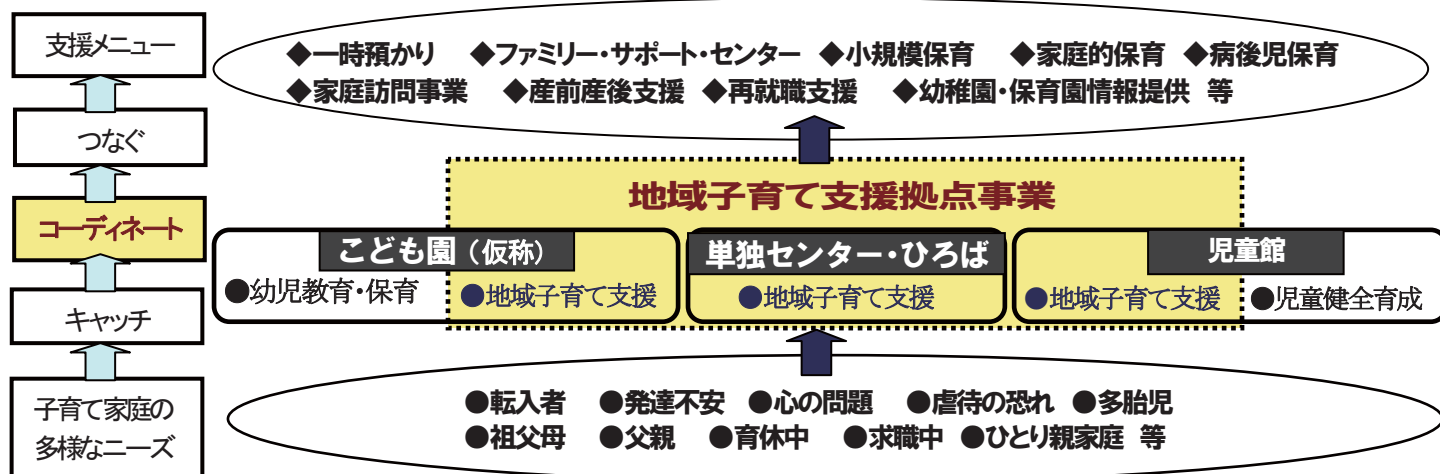 支援メニュー
つなぐ
コーディネート
キャッチ
子育て家庭の
多様なニーズ
◆一時預かり ◆ファミリー・サポート・センター ◆小規模保育 ◆家庭的保育 ◆病後児保育
◆家庭訪問事業 ◆産前産後支援 ◆再就職支援 ◆幼稚園・保育園情報提供 等
地域子育て支援拠点事業
こども園（仮称）
●幼児教育・保育 ●地域子育て支援
単独センター・ひろば
●地域子育て支援
児童館
●地域子育て支援 ●児童健全育成
●転入者 ●発達不安 ●心の問題 ●虐待の恐れ ●多胎児
●祖父母 ●父親 ●育休中 ●求職中 ●ひとり親家庭 等